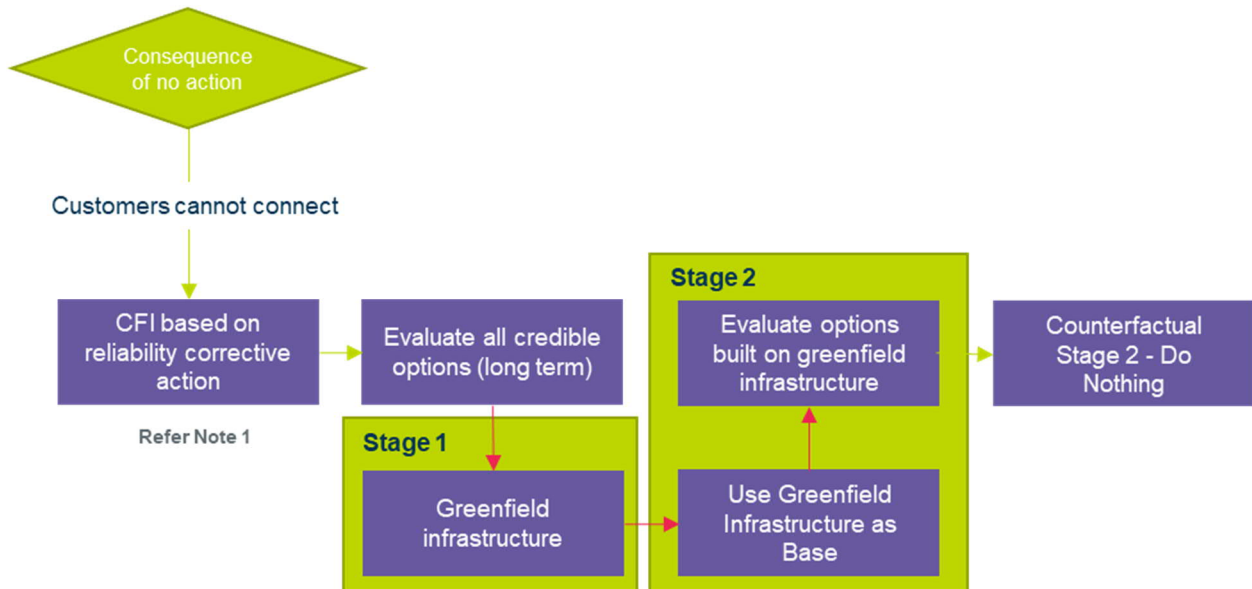 Consequence
of no action
Customers cannot connect
CFI based on
reliability corrective
action
Refer Note 1
Evaluate all credible
options (long term)
Stage 1
Greenfield
infrastructure
Stage 2
Evaluate options
built on greenfield
infrastructure
Use Greenfield
Infrastructure as
Base
Counterfactual
Stage 2 - Do
Nothing